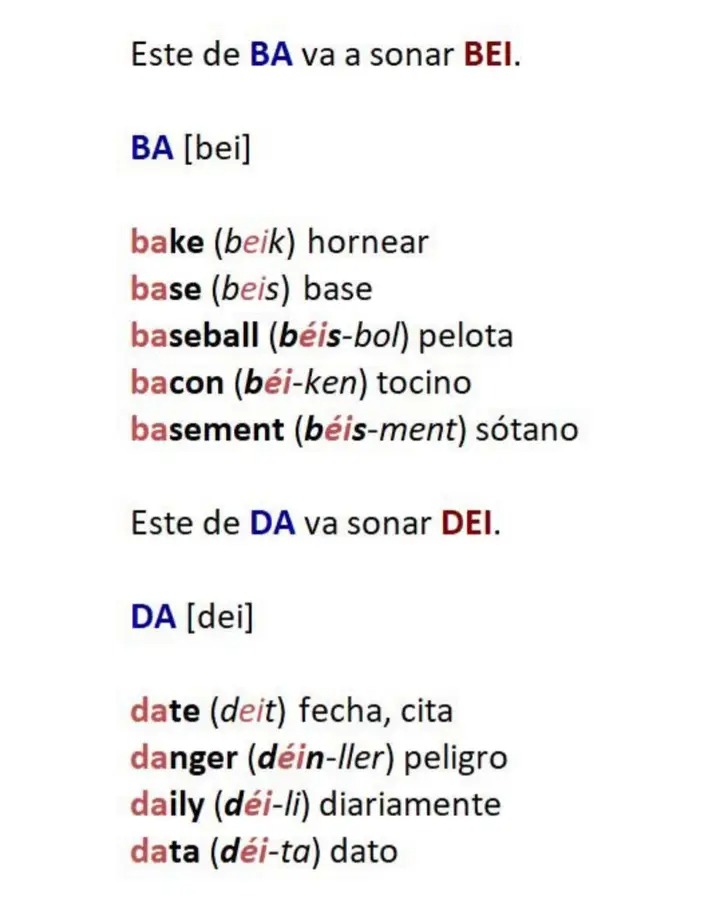 Este de BA va a sonar BEI.
BA [bei]
bake (beik) hornear
base (beis) base
baseball (béis-bol) pelota
bacon (béi-ken) tocino
basement (béis-ment) sótano
Este de DA va sonar DEI.
DA [dei]
date (deit) fecha, cita
danger (déin-ller) peligro
daily (déi-li) diariamente
data (déi-ta) dato